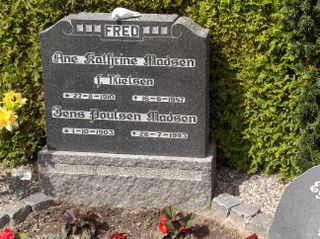 FRED
Ane Kathrine Madsen
f. Nielsen
* 27-8-1910 + 16-6-1947
Jens Poulsen Madsen
* 1-10-1903 + 28-7-1993